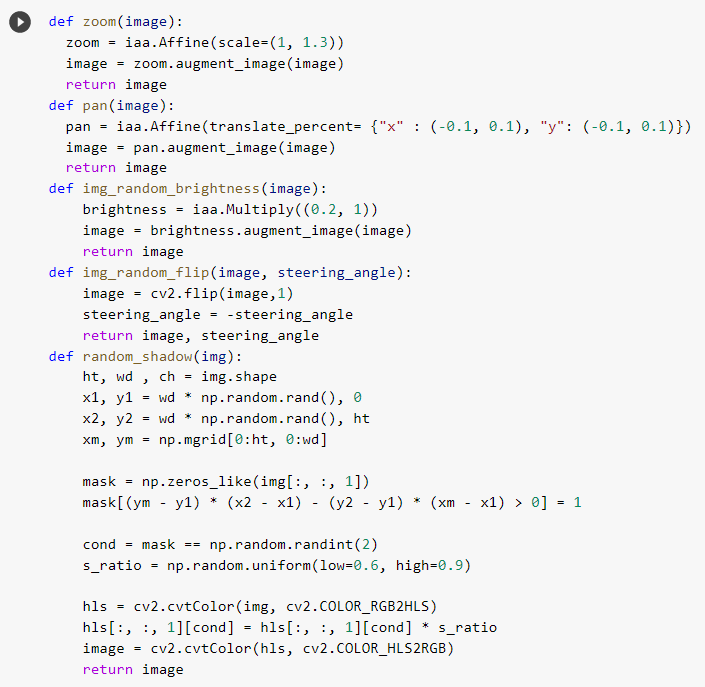 def zoom(image):
  zoom = iaa.Affine(scale=(1, 1.3))
  image = zoom.augment_image(image)
  return image
def pan(image):
  pan = iaa.Affine(translate_percent= {"x" : (-0.1, 0.1), "y": (-0.1, 0.1)})
  image = pan.augment_image(image)
  return image
def img_random_brightness(image):
    brightness = iaa.Multiply((0.2, 1))
    image = brightness.augment_image(image)
    return image
def img_random_flip(image, steering_angle):
    image = cv2.flip(image,1)
    steering_angle = -steering_angle
    return image, steering_angle
def random_shadow(img):
    ht, wd , ch = img.shape
    x1, y1 = wd * np.random.rand(), 0
    x2, y2 = wd * np.random.rand(), ht
    xm, ym = np.mgrid[0:ht, 0:wd]

    mask = np.zeros_like(img[:, :, 1])
    mask[(ym - y1) * (x2 - x1) - (y2 - y1) * (xm - x1) > 0] = 1

    cond = mask == np.random.randint(2)
    s_ratio = np.random.uniform(low=0.6, high=0.9)

    hls = cv2.cvtColor(img, cv2.COLOR_RGB2HLS)
    hls[:, :, 1][cond] = hls[:, :, 1][cond] * s_ratio
    image = cv2.cvtColor(hls, cv2.COLOR_HLS2RGB)
    return image